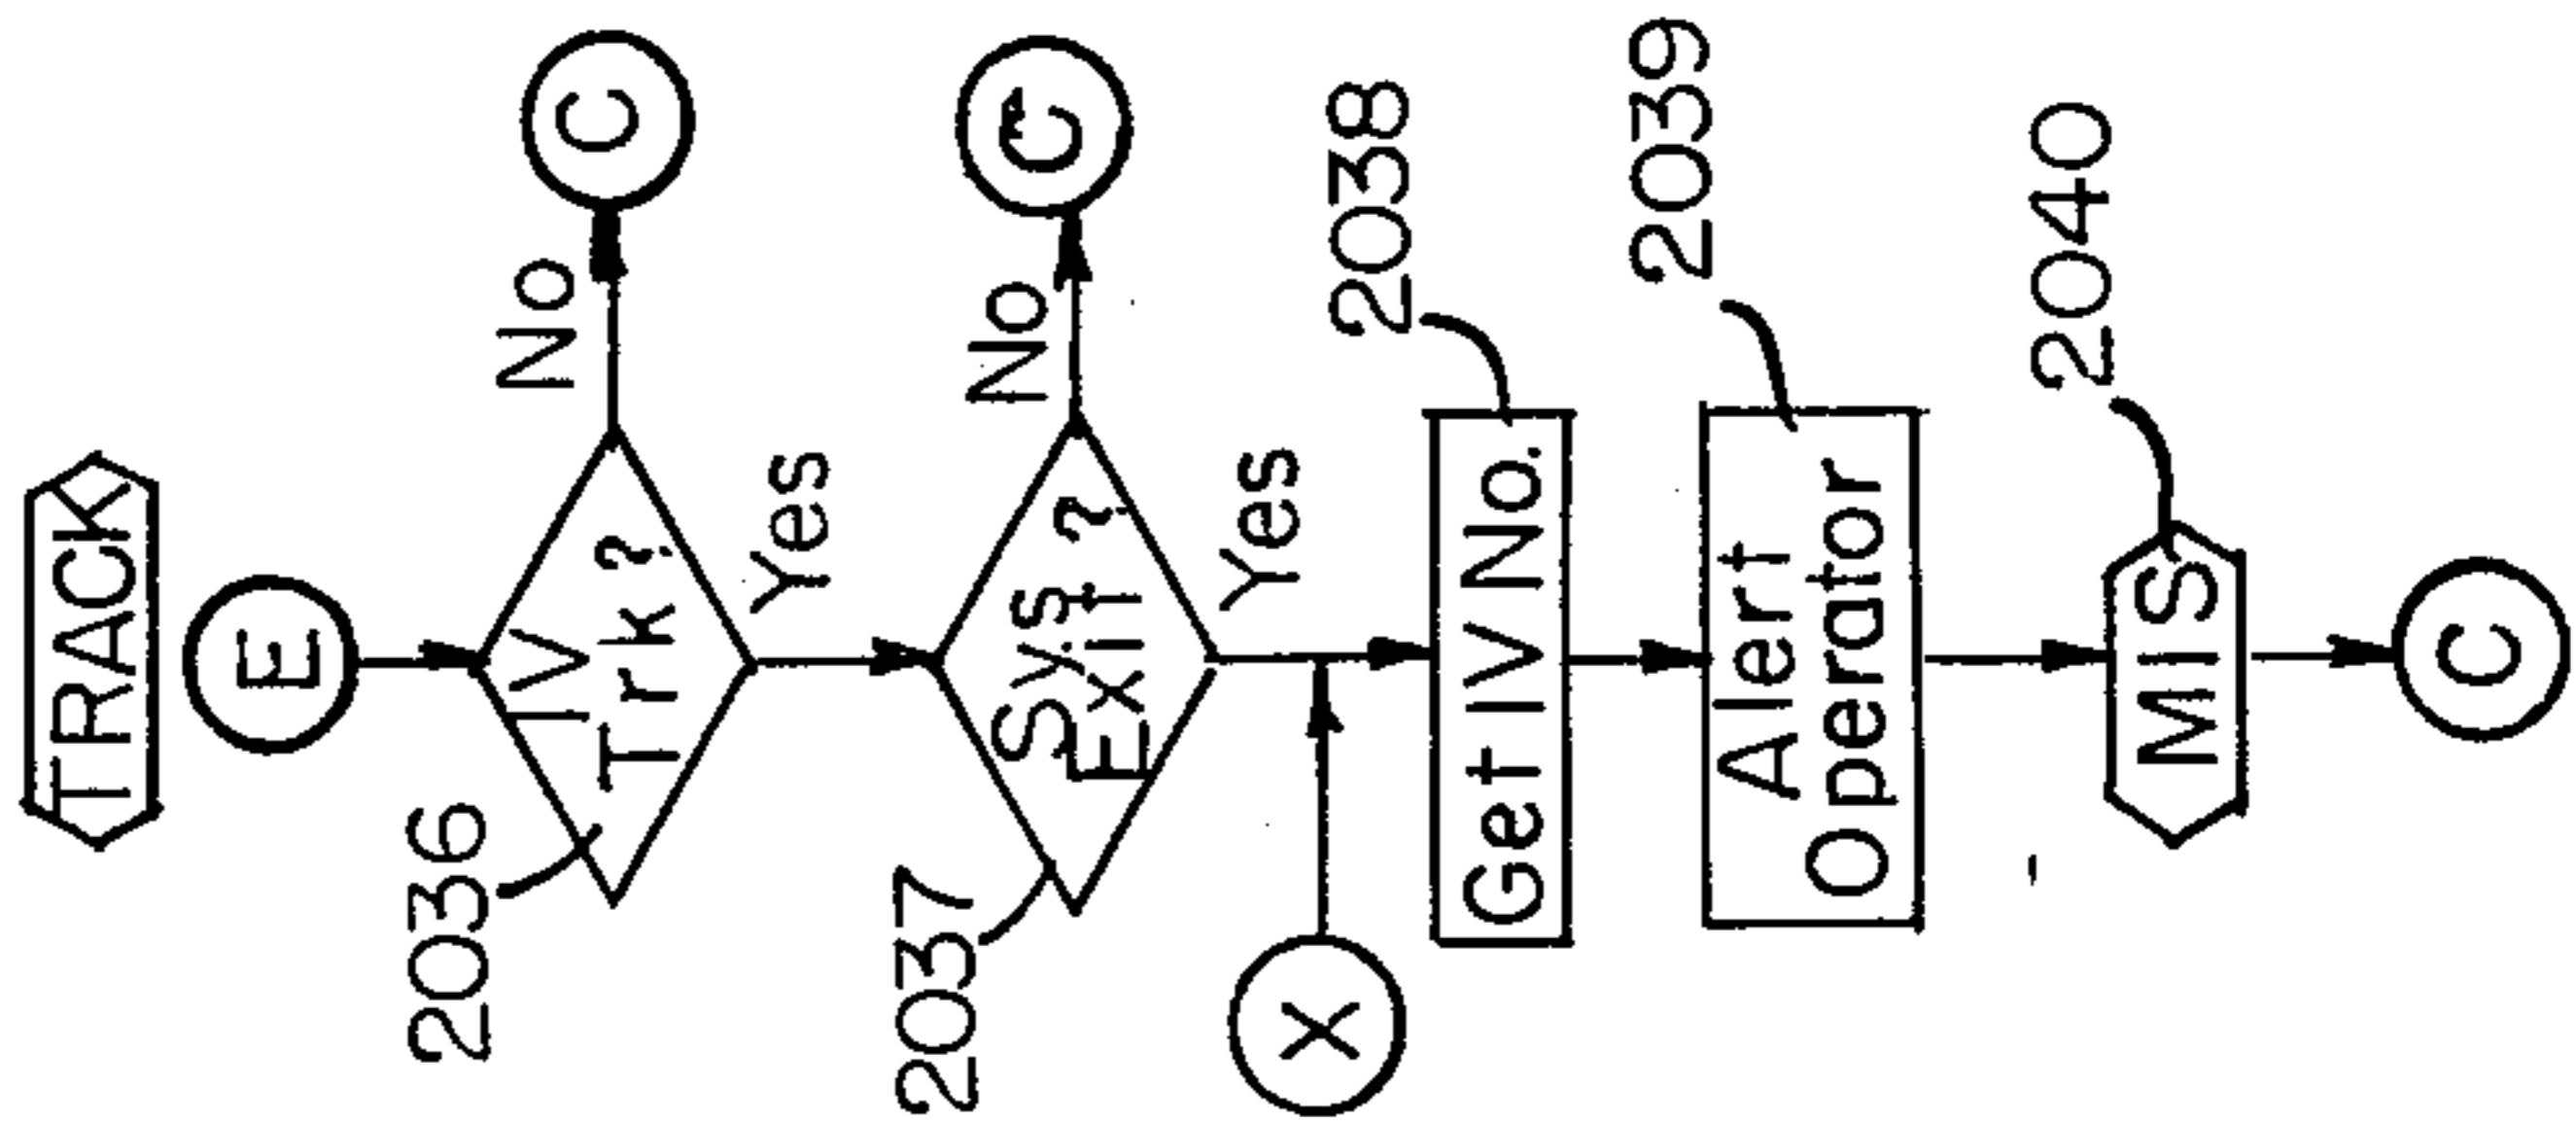 TRACK
E
IV
Trk?
2036
No
C
Yes
Sys
Exit?
2037
No
C
Yes
X
Get IV No.
2038
Alert
Operator
2039
MIS
2040
C